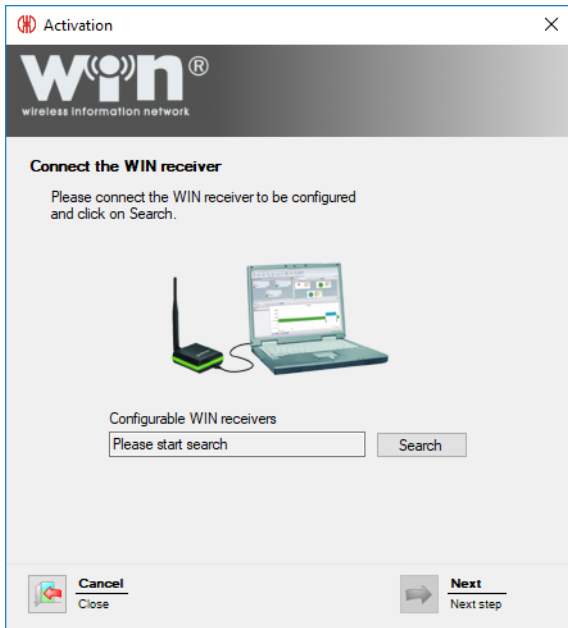 Activation
WiN®
wireless information network
Connect the WIN receiver
Please connect the WIN receiver to be configured
and click on Search.
Configurable WIN receivers
Please start search
Search
Cancel
Close
Next
Next step